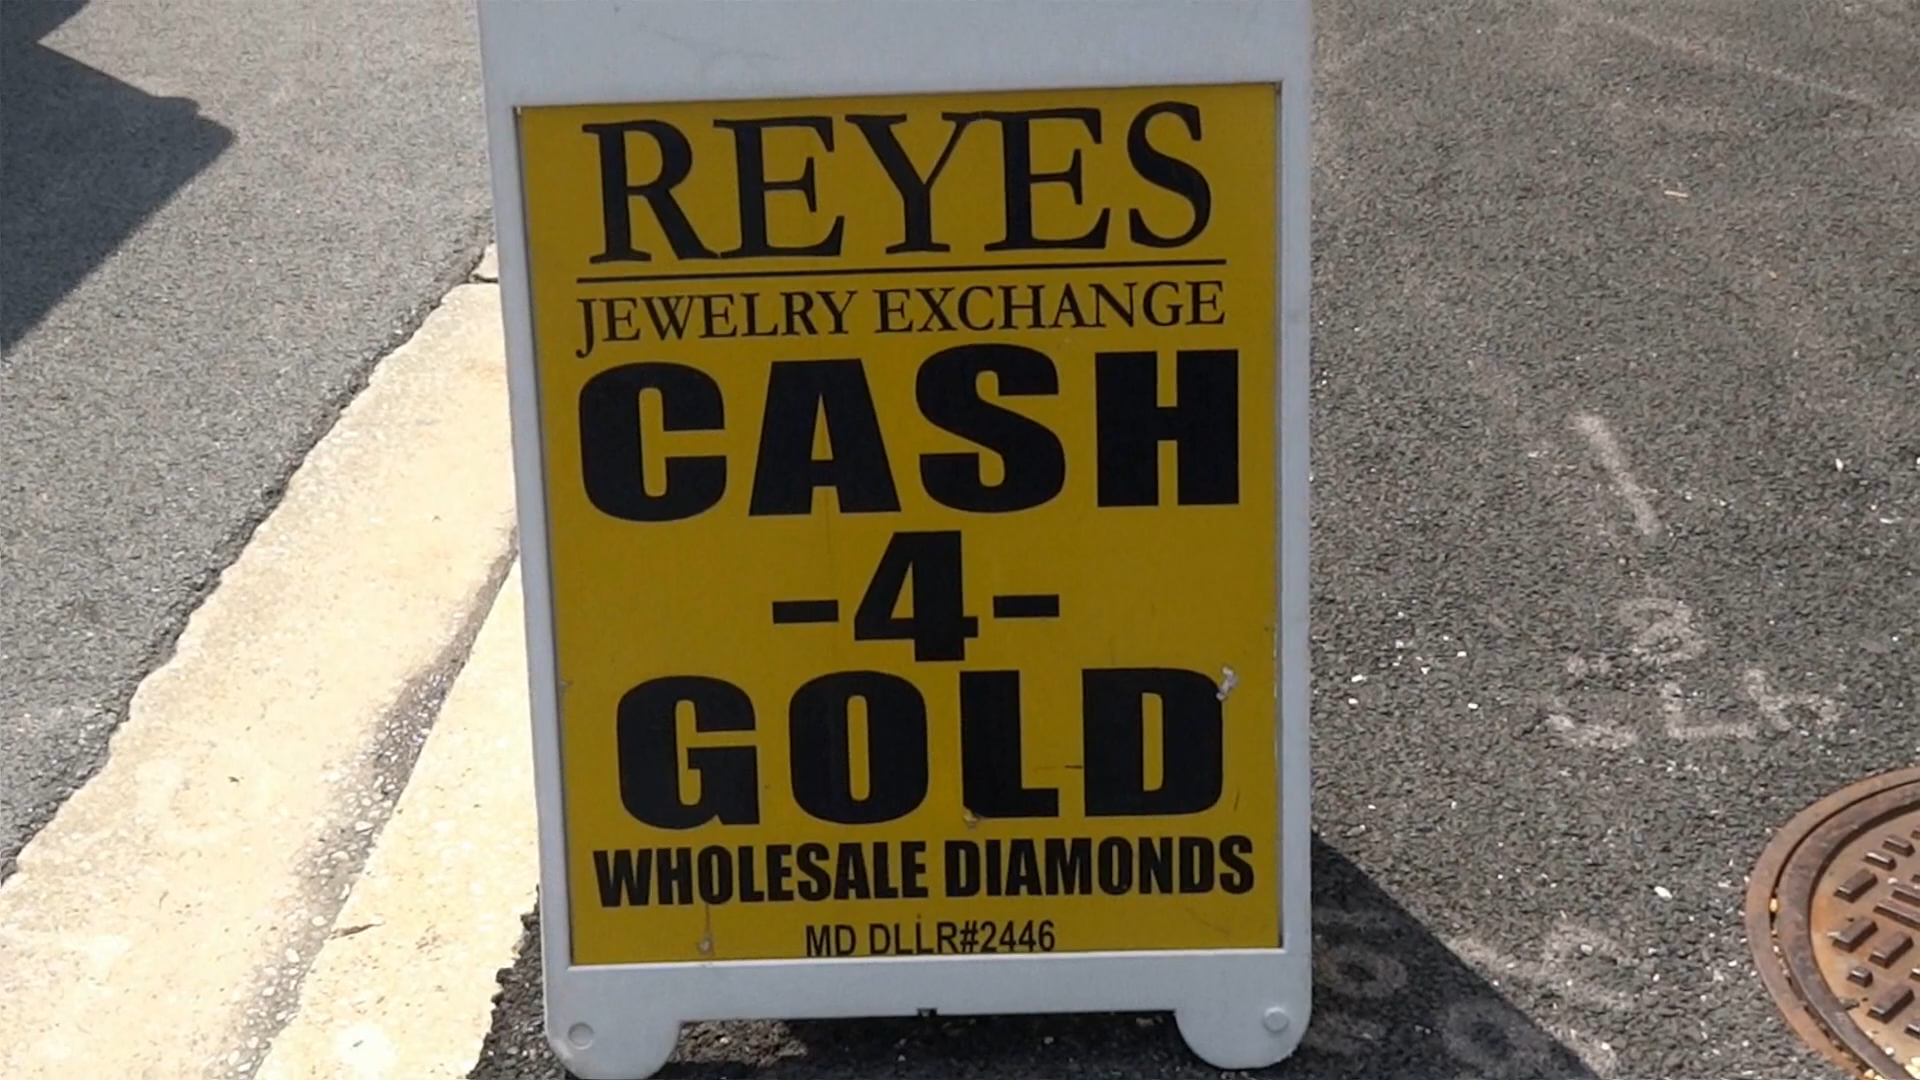 REYES
JEWELRY EXCHANGE
CASH
-4-
GOLD
WHOLESALE DIAMONDS
MD DLLR#2446